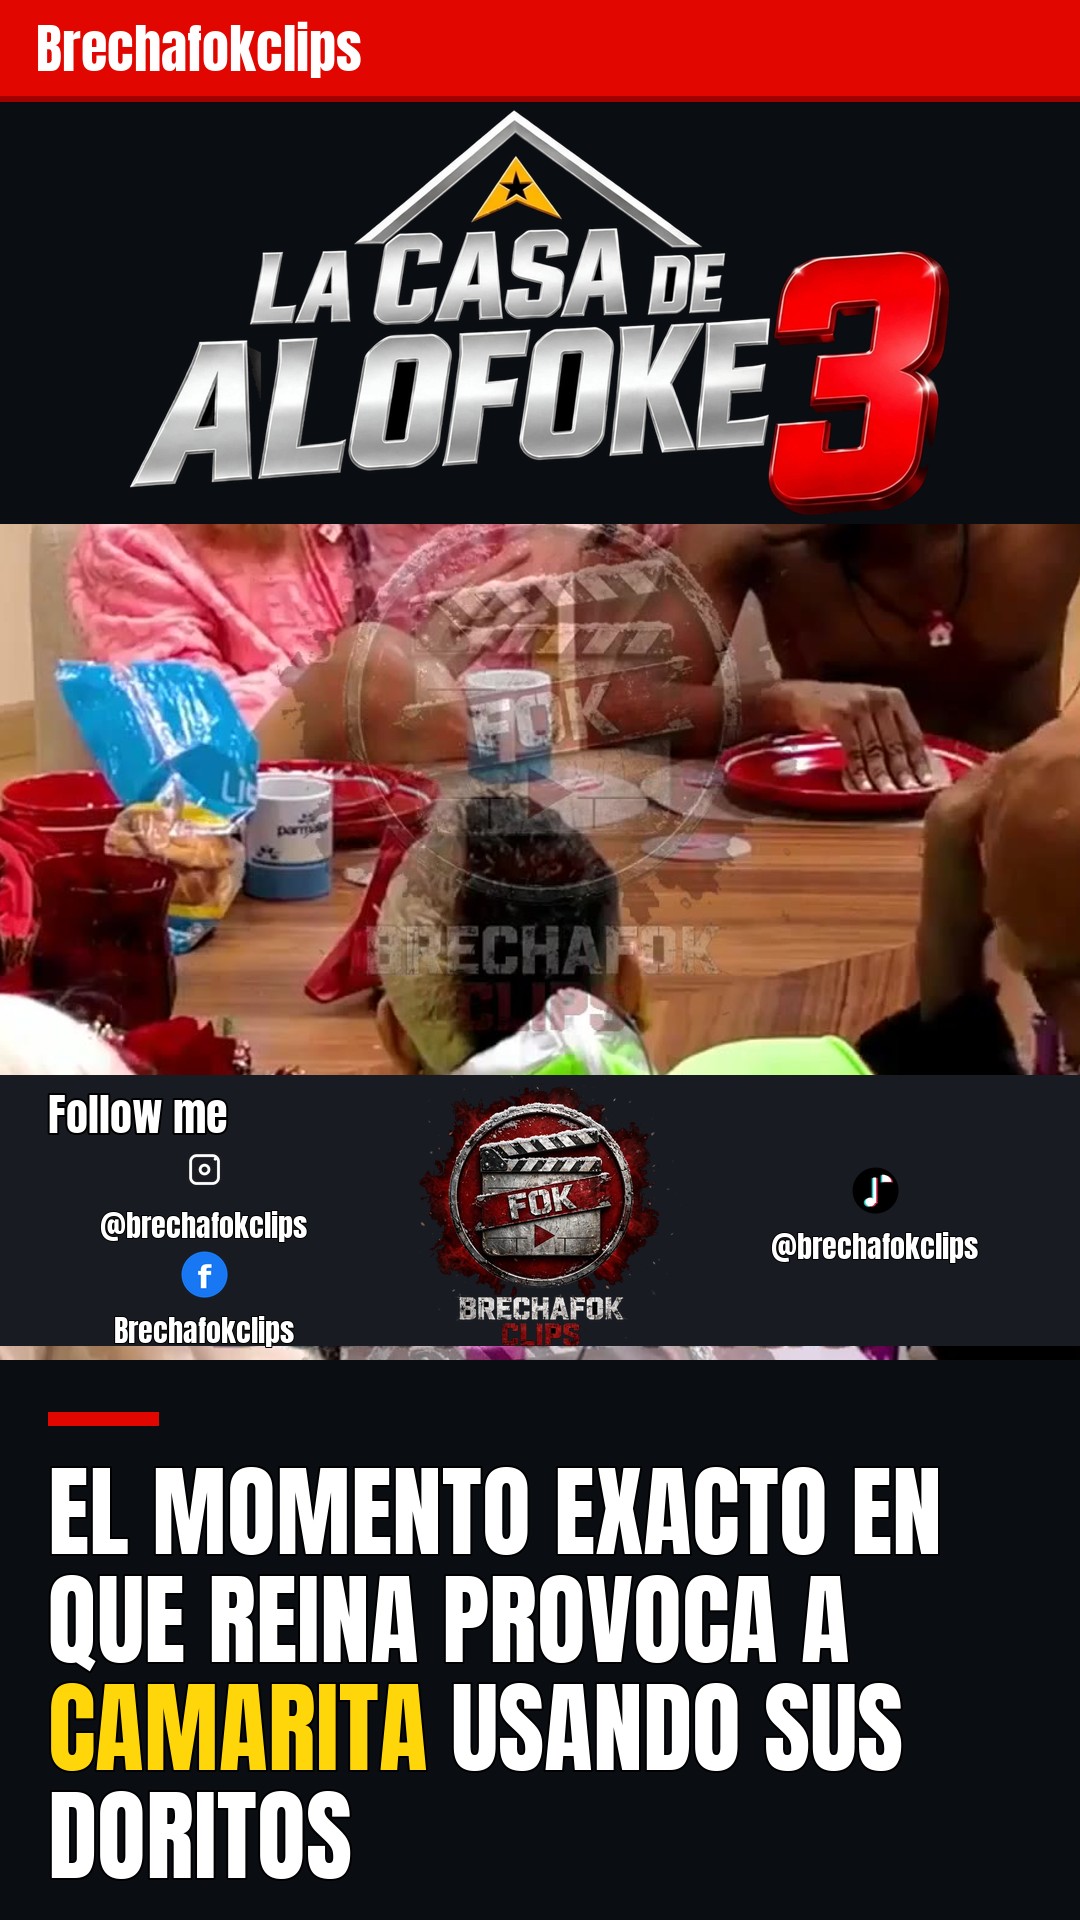 Brechafokclips
LA CASA DE
ALOFOKE 3
FOK
parmalat
BRECHAFOK
CLIPS
Follow me
@brechafokclips
Brechafokclips
FOK
BRECHAFOK
CLIPS
@brechafokclips
EL MOMENTO EXACTO EN
QUE REINA PROVOCA A
CAMARITA USANDO SUS
DORITOS